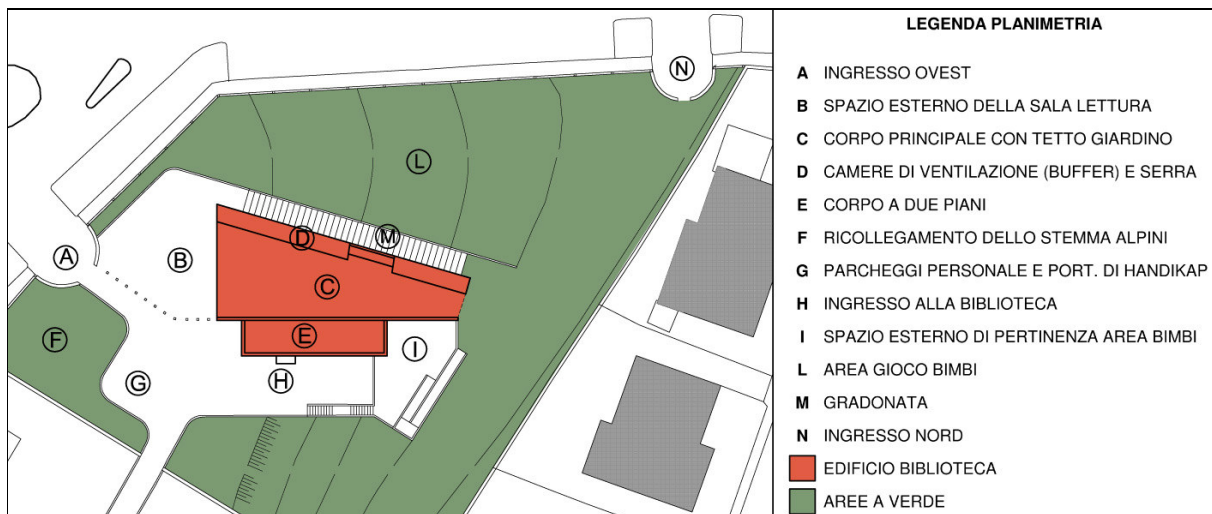 LEGENDA PLANIMETRIA
A INGRESSO OVEST
B SPAZIO ESTERNO DELLA SALA LETTURA
C CORPO PRINCIPALE CON TETTO GIARDINO
D CAMERE DI VENTILAZIONE (BUFFER) E SERRA
E CORPO A DUE PIANI
F RICOLLEGAMENTO DELLO STEMMA ALPINI
G PARCHEGGI PERSONALE E PORT. DI HANDIKAP
H INGRESSO ALLA BIBLIOTECA
I SPAZIO ESTERNO DI PERTINENZA AREA BIMBI
L AREA GIOCO BIMBI
M GRADONATA
N INGRESSO NORD
EDIFICIO BIBLIOTECA
AREE A VERDE
N
L
D
M
A
B
C
E
F
I
G
H